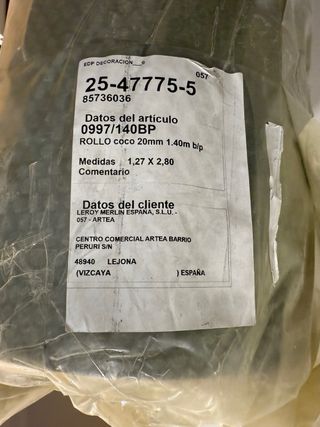 EDP DECORACION__0
057
25-47775-5
85736036
Datos del artículo
0997/140BP
ROLLO coco 20mm 1.40m b/p
Medidas 1,27 X 2,80
Comentario
Datos del cliente
LEROY MERLIN ESPANA, S.L.U. -
057 - ARTEA
CENTRO COMERCIAL ARTEA BARRIO
PERURI S/N
48940 LEJONA
(VIZCAYA ) ESPAÑA